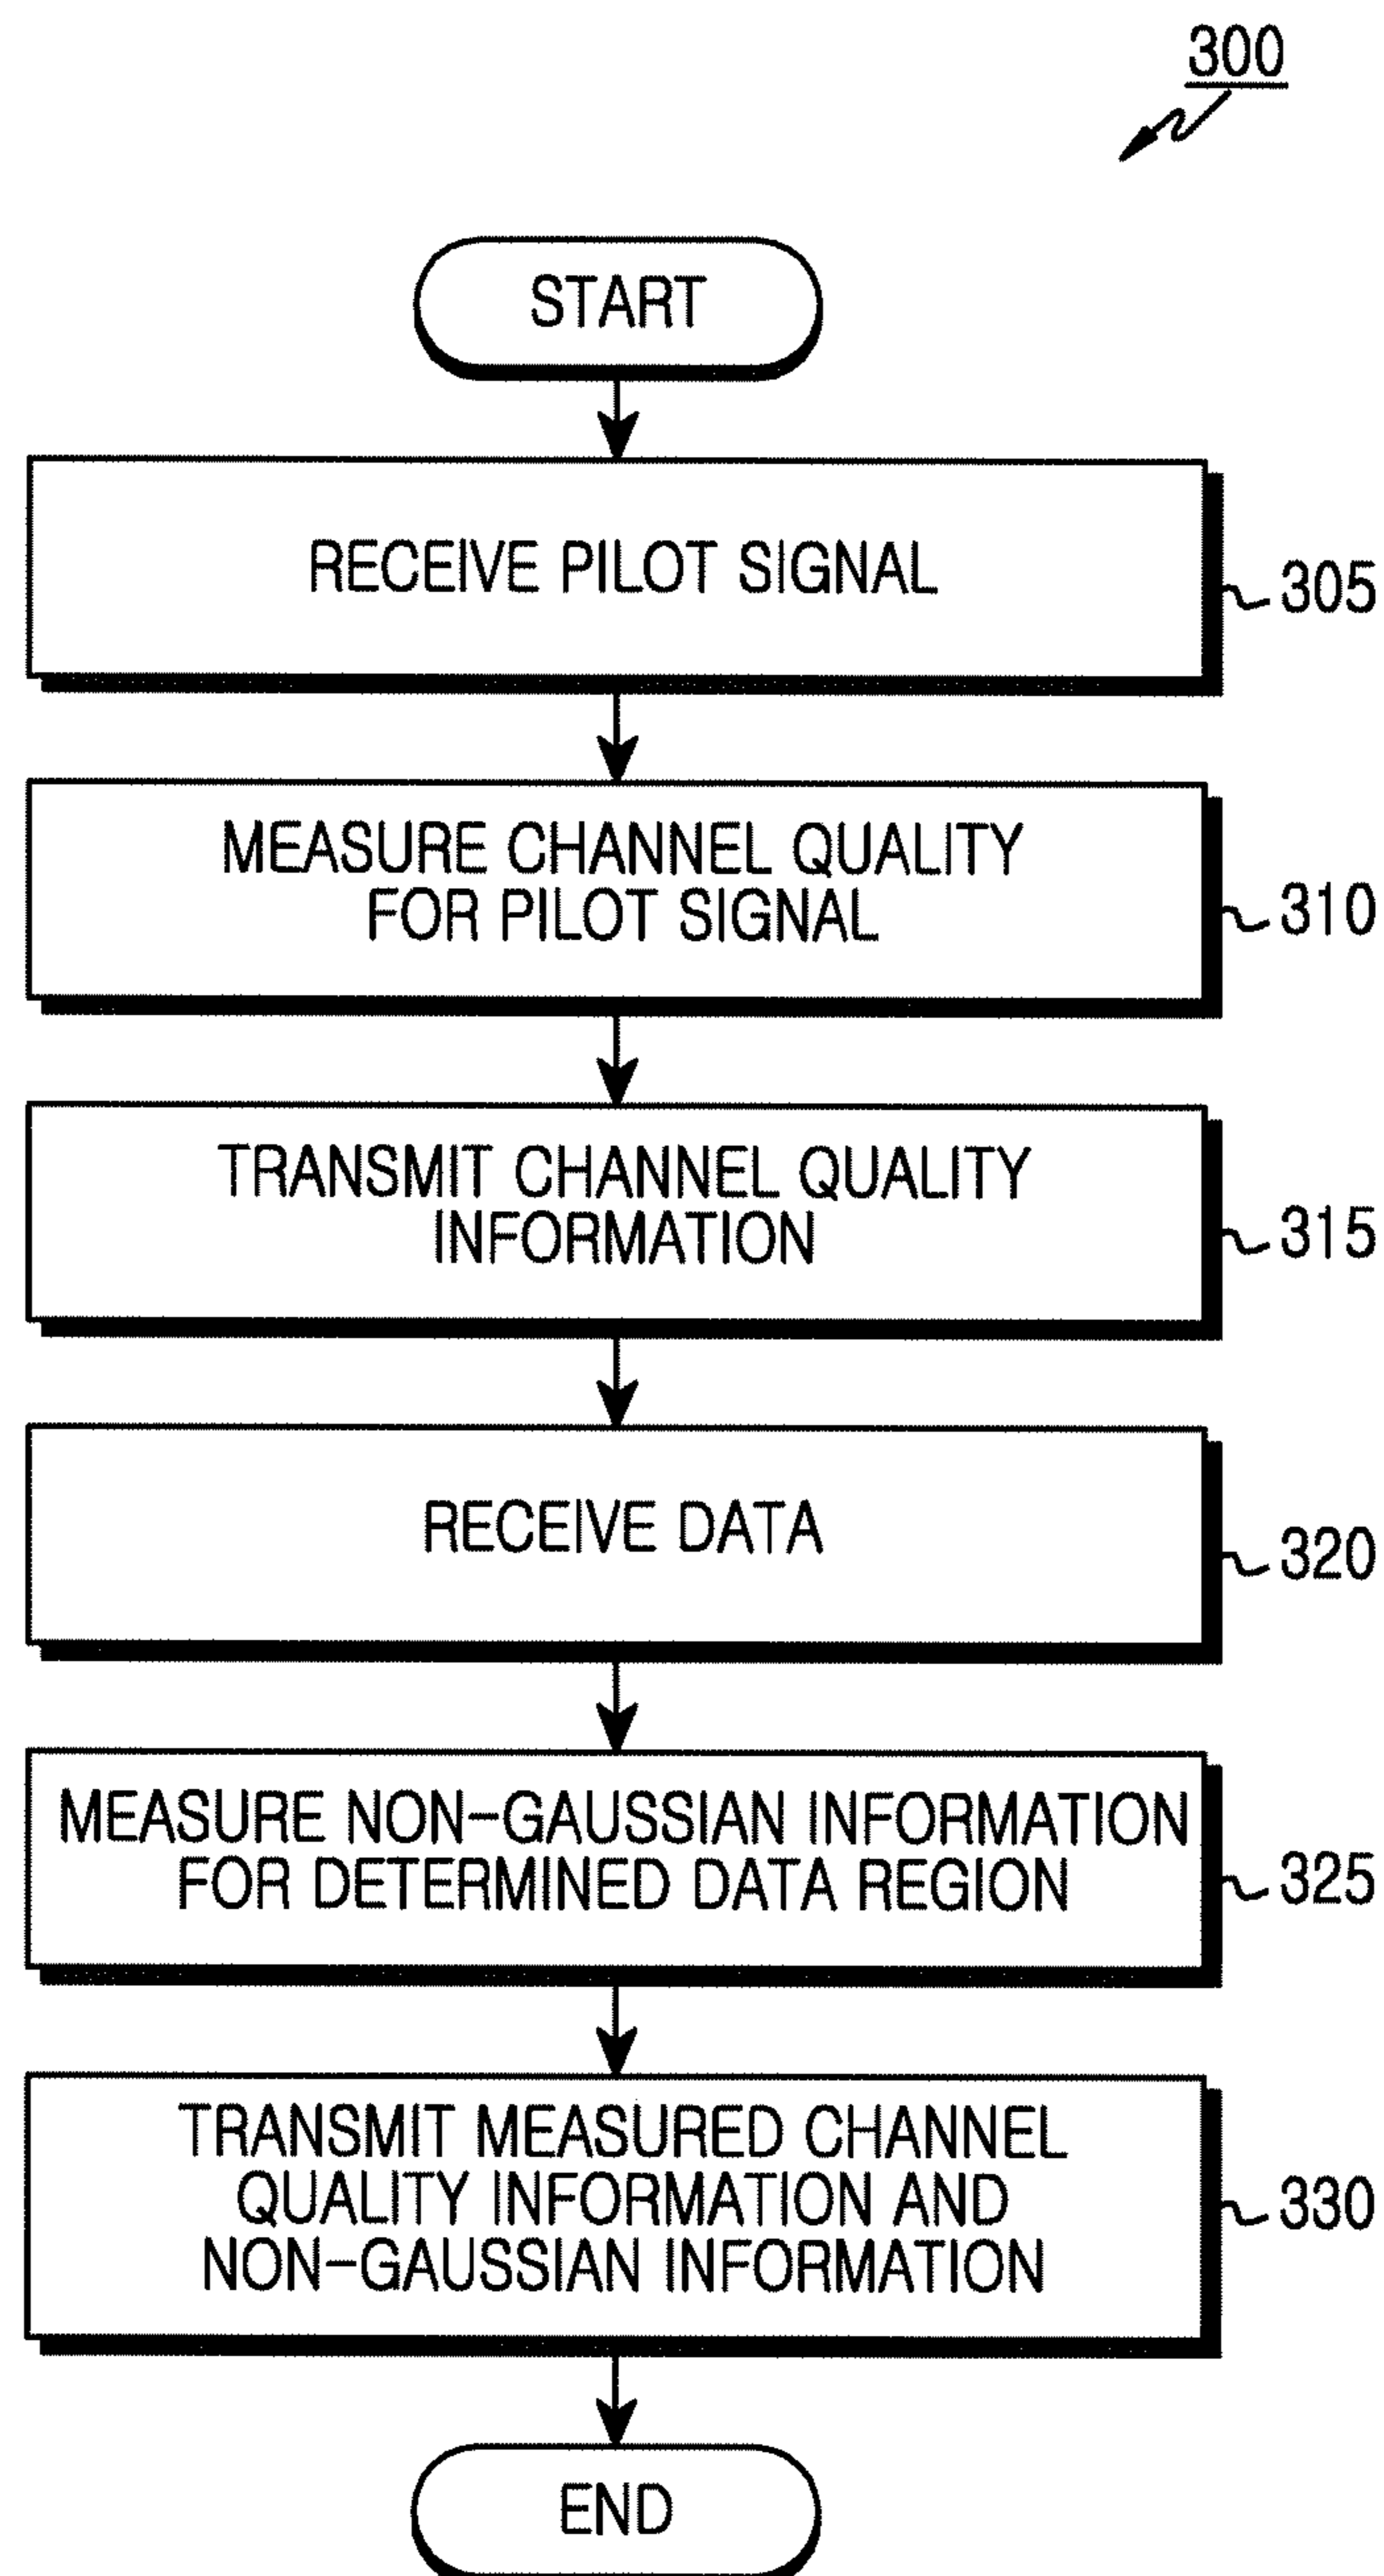 300
START
RECEIVE PILOT SIGNAL
305
MEASURE CHANNEL QUALITY
FOR PILOT SIGNAL
310
TRANSMIT CHANNEL QUALITY
INFORMATION
315
RECEIVE DATA
320
MEASURE NON-GAUSSIAN INFORMATION
FOR DETERMINED DATA REGION
325
TRANSMIT MEASURED CHANNEL
QUALITY INFORMATION AND
NON-GAUSSIAN INFORMATION
330
END